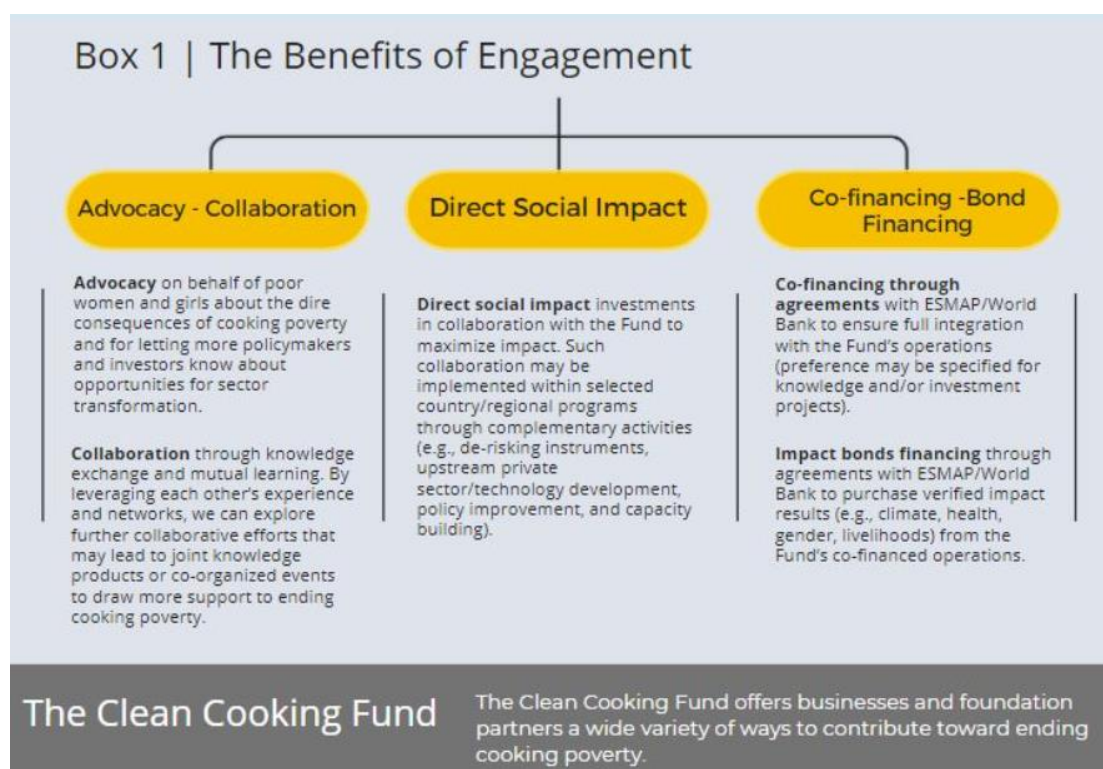 Box 1 | The Benefits of Engagement
Advocacy - Collaboration
Advocacy on behalf of poor
women and girls about the dire
consequences of cooking poverty
and for letting more policymakers
and investors know about
opportunities for sector
transformation.
Collaboration through knowledge
exchange and mutual learning. By
leveraging each other's experience
and networks, we can explore
further collaborative efforts that
may lead to joint knowledge
products or co-organized events
to draw more support to ending
cooking poverty.
Direct Social Impact
Direct social impact investments
in collaboration with the Fund to
maximize impact. Such
collaboration may be
implemented within selected
country/regional programs
through complementary activities
(e.g., de-risking instruments,
upstream private
sector/technology development,
policy improvement, and capacity
building).
Co-financing -Bond
Financing
Co-financing through
agreements with ESMAP/World
Bank to ensure full integration
with the Fund's operations
(preference may be specified for
knowledge and/or investment
projects).
Impact bonds financing through
agreements with ESMAP/World
Bank to purchase verified impact
results (e.g., climate, health,
gender, livelihoods) from the
Fund's co-financed operations.
The Clean Cooking Fund
The Clean Cooking Fund offers businesses and foundation
partners a wide variety of ways to contribute toward ending
cooking poverty.